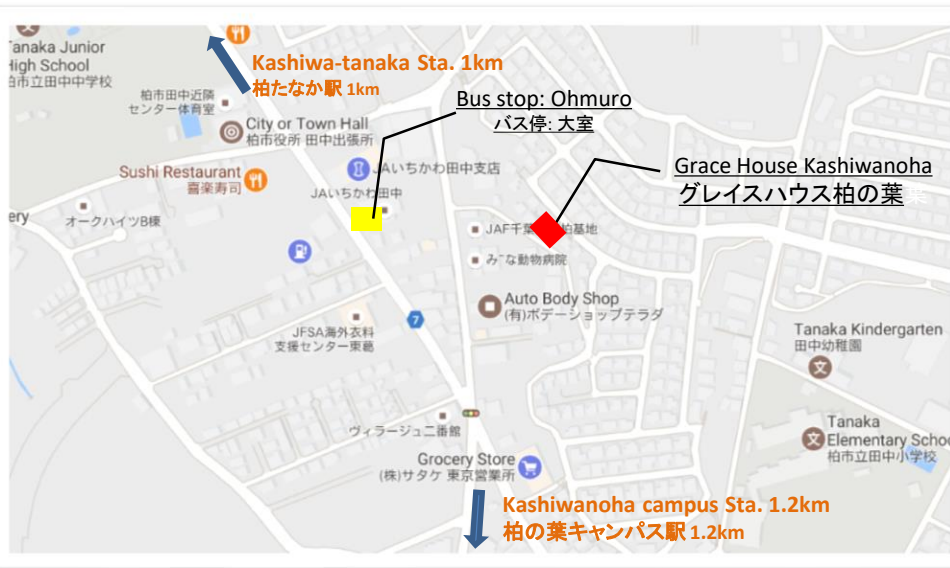 Tanaka Junior
High School
柏市立田中中学校
柏市田中近隣
センター体育室
Kashiwa-tanaka Sta. 1km
柏たなか駅 1km
City or Town Hall
柏市役所 田中出張所
Bus stop: Ohmuro
バス停: 大室
Sushi Restaurant
喜楽寿司
JAいちかわ田中支店
JAいちかわ田中
Grace House Kashiwanoha
グレイスハウス柏の葉
ery
オークハイツB棟
JAF千葉
柏基地
な動物病院
Auto Body Shop
(有)ボデーショップテラダ
7
JFSA海外衣料
支援センター東葛
Tanaka Kindergarten
田中幼稚園
文
ヴィラージュ二番館
Tanaka
Elementary Schoo
柏市立田中小学校
文
Grocery Store
(株)サタケ 東京営業所
Kashiwanoha campus Sta. 1.2km
柏の葉キャンパス駅 1.2km